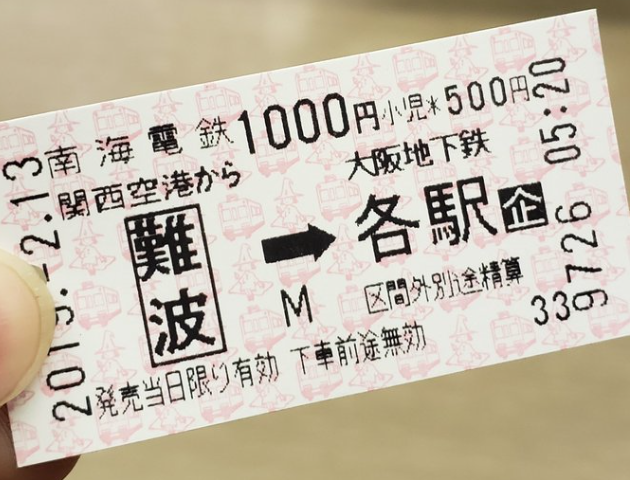 南海電鉄 1000円 小児*500円
関西空港から 大阪地下鉄
難波 → 各駅 企
M 区間外別途精算
発売当日限り有効 下車前途無効
05:20
339726